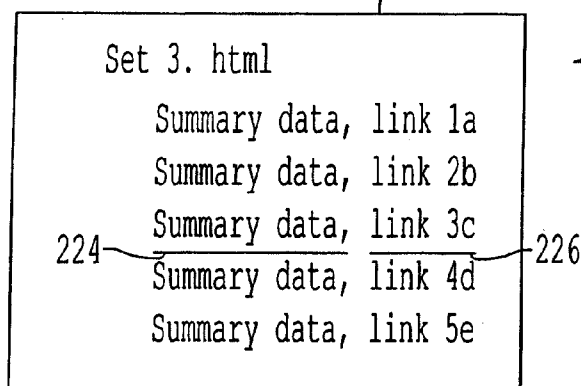 Set 3. html
Summary data, link 1a
Summary data, link 2b
Summary data, link 3c
224
226
Summary data, link 4d
Summary data, link 5e